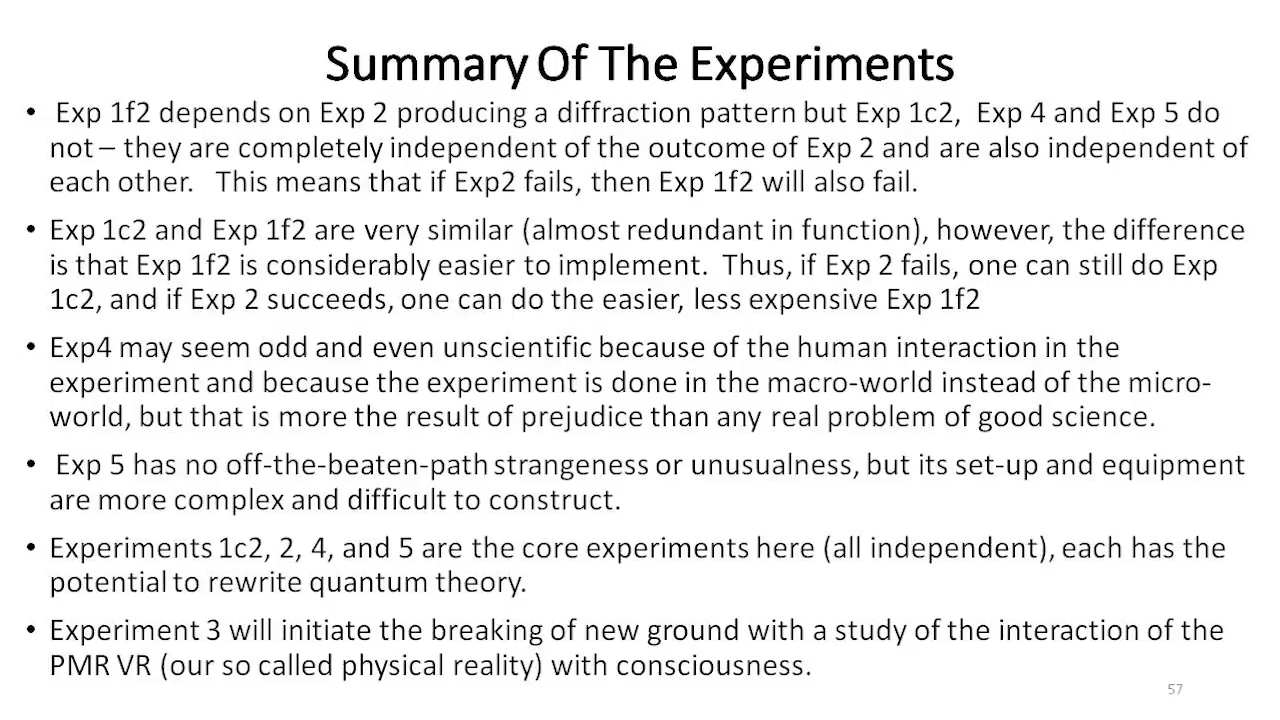 Summary Of The Experiments
• Exp 1f2 depends on Exp 2 producing a diffraction pattern but Exp 1c2, Exp 4 and Exp 5 do
not – they are completely independent of the outcome of Exp 2 and are also independent of
each other. This means that if Exp2 fails, then Exp 1f2 will also fail.
• Exp 1c2 and Exp 1f2 are very similar (almost redundant in function), however, the difference
is that Exp 1f2 is considerably easier to implement. Thus, if Exp 2 fails, one can still do Exp
1c2, and if Exp 2 succeeds, one can do the easier, less expensive Exp 1f2
• Exp4 may seem odd and even unscientific because of the human interaction in the
experiment and because the experiment is done in the macro-world instead of the micro-
world, but that is more the result of prejudice than any real problem of good science.
• Exp 5 has no off-the-beaten-path strangeness or unusualness, but its set-up and equipment
are more complex and difficult to construct.
• Experiments 1c2, 2, 4, and 5 are the core experiments here (all independent), each has the
potential to rewrite quantum theory.
• Experiment 3 will initiate the breaking of new ground with a study of the interaction of the
PMR VR (our so called physical reality) with consciousness.
57